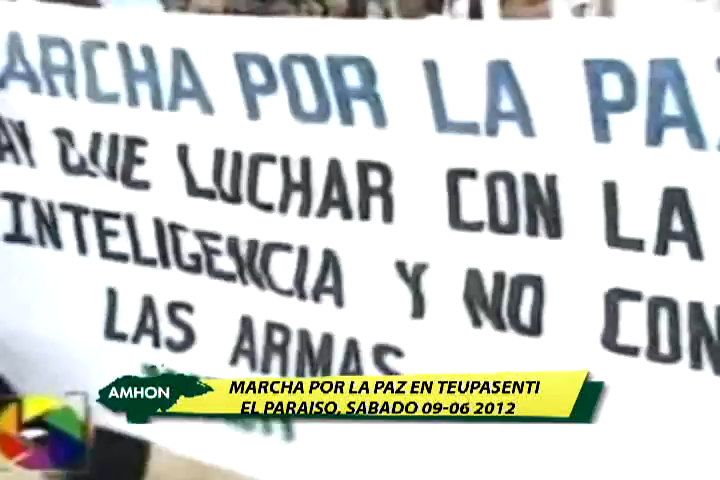 MARCHA POR LA PAZ
AY QUE LUCHAR CON LA
INTELIGENCIA Y NO CON
LAS ARMAS
AMHON
MARCHA POR LA PAZ EN TEUPASENTI
EL PARAISO, SABADO 09-06 2012